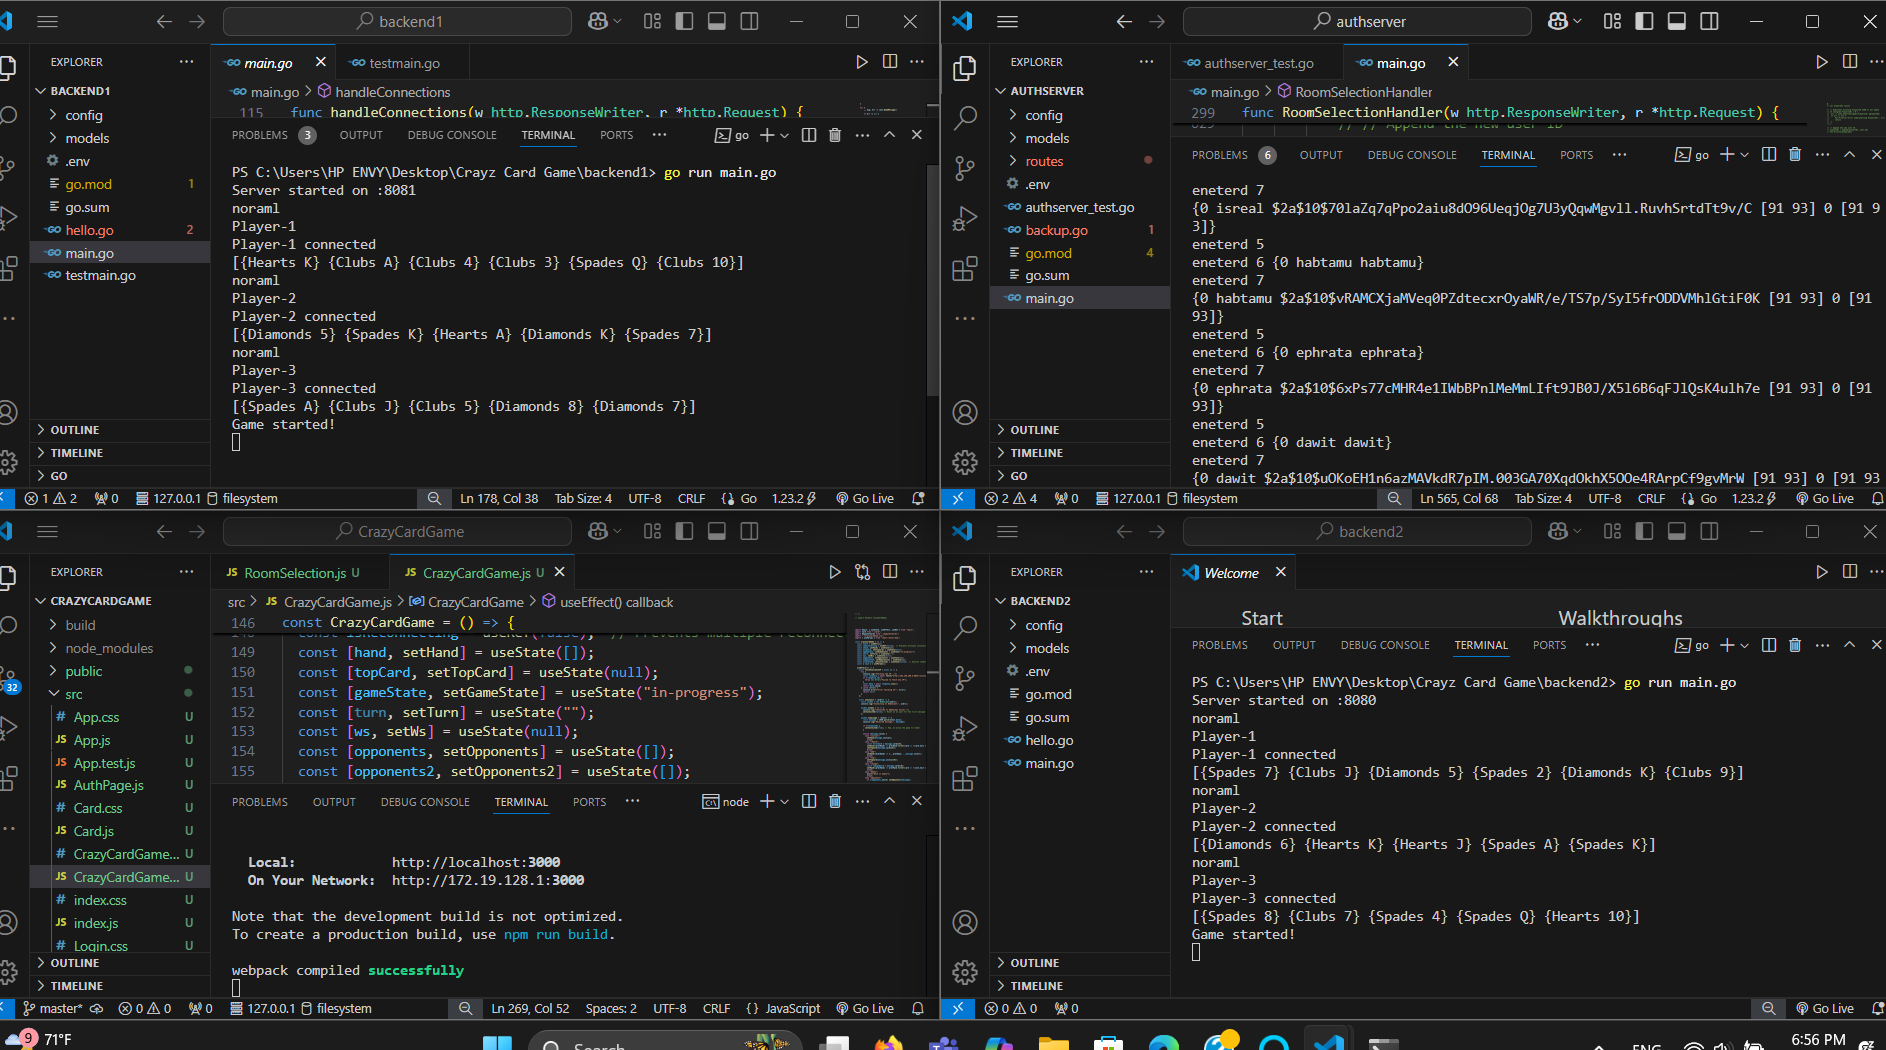 backend1
EXPLORER
main.go
testmain.go
BACKEND1
main.go > handleConnections
config
115 func handleConnections(w http.ResponseWriter, r *http.Request) {
models
PROBLEMS 3 OUTPUT DEBUG CONSOLE TERMINAL PORTS go
.env
go.mod 1
go.sum
hello.go 2
main.go
testmain.go
PS C:\Users\HP ENVY\Desktop\Crayz Card Game\backend1> go run main.go
Server started on :8081
noraml
Player-1
Player-1 connected
[{Hearts K} {Clubs A} {Clubs 4} {Clubs 3} {Spades Q} {Clubs 10}]
noraml
Player-2
Player-2 connected
[{Diamonds 5} {Spades K} {Hearts A} {Diamonds K} {Spades 7}]
noraml
Player-3
Player-3 connected
[{Spades A} {Clubs J} {Clubs 5} {Diamonds 8} {Diamonds 7}]
Game started!
OUTLINE
TIMELINE
GO
1 2 0 127.0.0.1 filesystem Ln 178, Col 38 Tab Size: 4 UTF-8 CRLF Go 1.23.2 Go Live
authserver
EXPLORER
authserver_test.go
main.go
AUTHSERVER
main.go > RoomSelectionHandler
config
299 func RoomSelectionHandler(w http.ResponseWriter, r *http.Request) {
models
PROBLEMS 6 OUTPUT DEBUG CONSOLE TERMINAL PORTS go
routes
.env
authserver_test.go
backup.go 1
go.mod 4
go.sum
main.go
eneterd 7
{0 isreal $2a$10$70laZq7qPpo2aiu8dO96UeqjOg7U3yQqwMgvll.RuvhSrtdTt9v/C [91 93] 0 [91 9
3]}
eneterd 5
eneterd 6 {0 habtamu habtamu}
eneterd 7
{0 habtamu $2a$10$vRAMCXjaMVeq0PZdtecxrOyaWR/e/TS7p/SyI5frODDVMhlGtiF0K [91 93] 0 [91
93]}
eneterd 5
eneterd 6 {0 ephrata ephrata}
eneterd 7
{0 ephrata $2a$10$6xPs77cMHR4e1IWbBPnlMeMmLIft9JB0J/X5l6B6qFJlQsK4ulh7e [91 93] 0 [91
93]}
eneterd 5
eneterd 6 {0 dawit dawit}
eneterd 7
{0 dawit $2a$10$uOKoEH1n6azMAVkdR7pIM.003GA70XqdOkhX5OOe4RArpCf9gvMrW [91 93] 0 [91 93
OUTLINE
TIMELINE
GO
2 4 0 127.0.0.1 filesystem Ln 565, Col 68 Tab Size: 4 UTF-8 CRLF Go 1.23.2 Go Live
CrazyCardGame
EXPLORER
RoomSelection.js U
CrazyCardGame.js U
CRAZYCARDGAME
src > CrazyCardGame.js > CrazyCardGame > useEffect() callback
build
node_modules
public
src
App.css U
App.js U
App.test.js U
AuthPage.js U
Card.css U
Card.js U
CrazyCardGame... U
CrazyCardGame... U
index.css U
index.js U
Login.css U
146 const CrazyCardGame = () => {
149 const [hand, setHand] = useState([]);
150 const [topCard, setTopCard] = useState(null);
151 const [gameState, setGameState] = useState("in-progress");
152 const [turn, setTurn] = useState("");
153 const [ws, setWs] = useState(null);
154 const [opponents, setOpponents] = useState([]);
155 const [opponents2, setOpponents2] = useState([]);
PROBLEMS OUTPUT DEBUG CONSOLE TERMINAL PORTS node
Local: http://localhost:3000
On Your Network: http://172.19.128.1:3000
Note that the development build is not optimized.
To create a production build, use npm run build.
webpack compiled successfully
32
OUTLINE
TIMELINE
master* 0 0 0 127.0.0.1 filesystem Ln 269, Col 52 Spaces: 2 UTF-8 CRLF {} JavaScript Go Live
backend2
EXPLORER
Welcome
BACKEND2
Start Walkthroughs
config
models
.env
go.mod
go.sum
hello.go
main.go
PROBLEMS OUTPUT DEBUG CONSOLE TERMINAL PORTS go
PS C:\Users\HP ENVY\Desktop\Crayz Card Game\backend2> go run main.go
Server started on :8080
noraml
Player-1
Player-1 connected
[{Spades 7} {Clubs J} {Diamonds 5} {Spades 2} {Diamonds K} {Clubs 9}]
noraml
Player-2
Player-2 connected
[{Diamonds 6} {Hearts K} {Hearts J} {Spades A} {Spades K}]
noraml
Player-3
Player-3 connected
[{Spades 8} {Clubs 7} {Spades 4} {Spades Q} {Hearts 10}]
Game started!
OUTLINE
TIMELINE
0 0 0 Go Live
9 71°F Search ENG 6:56 PM